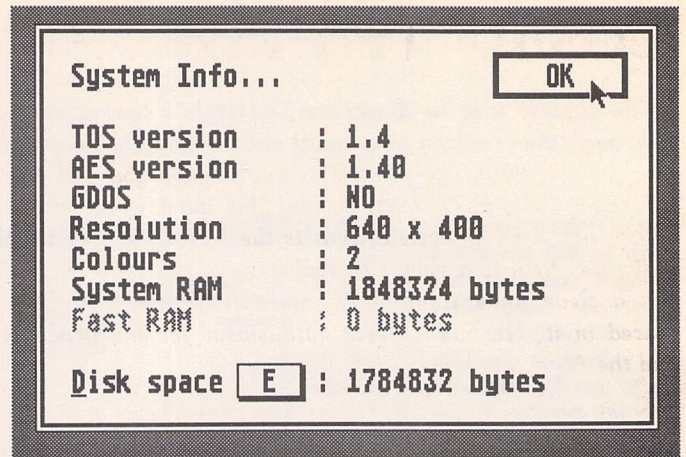 System Info... OK
TOS version : 1.4
AES version : 1.40
GDOS : NO
Resolution : 640 x 400
Colours : 2
System RAM : 1848324 bytes
Fast RAM : 0 bytes
Disk space E : 1784832 bytes